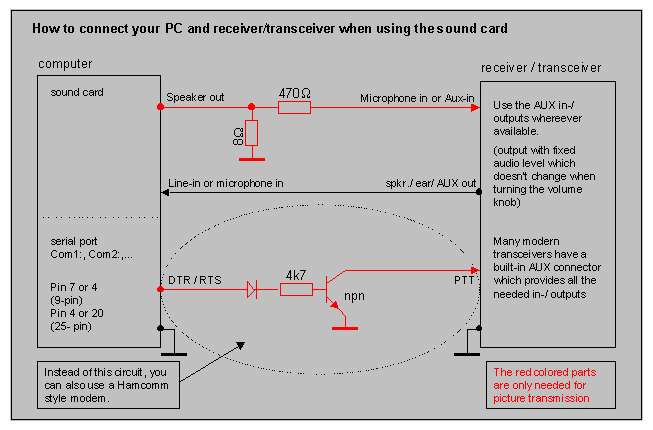 How to connect your PC and receiver/transceiver when using the sound card
computer
receiver / transceiver
sound card
Speaker out
470Ω
Microphone in or Aux-in
8Ω
Use the AUX in-/
outputs whereever
available.
(output with fixed
audio level which
doesn't change when
turning the volume
knob)
Line-in or microphone in
spkr./ ear/ AUX out
serial port
Com1:, Com2:,...
Pin 7 or 4
(9-pin)
Pin 4 or 20
(25- pin)
DTR / RTS
4k7
npn
PTT
Many modern
transceivers have a
built-in AUX connector
which provides all the
needed in-/ outputs
Instead of this circuit, you
can also use a Hamcomm
style modem.
The red colored parts
are only needed for
picture transmission